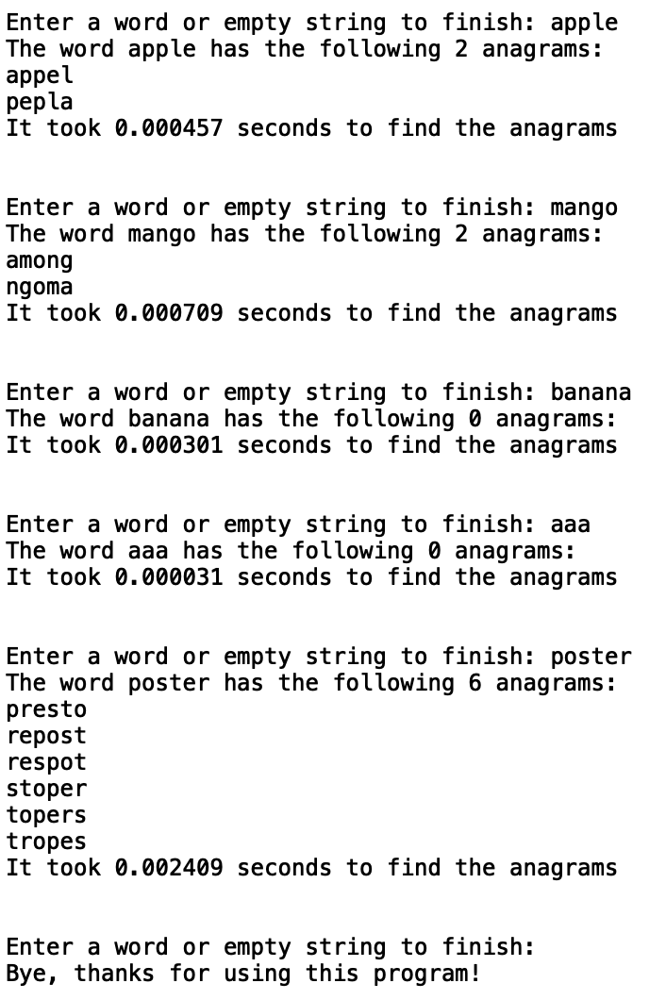 Enter a word or empty string to finish: apple
The word apple has the following 2 anagrams:
appel
pepla
It took 0.000457 seconds to find the anagrams
Enter a word or empty string to finish: mango
The word mango has the following 2 anagrams:
among
ngoma
It took 0.000709 seconds to find the anagrams
Enter a word or empty string to finish: banana
The word banana has the following 0 anagrams:
It took 0.000301 seconds to find the anagrams
Enter a word or empty string to finish: aaa
The word aaa has the following 0 anagrams:
It took 0.000031 seconds to find the anagrams
Enter a word or empty string to finish: poster
The word poster has the following 6 anagrams:
presto
repost
respot
stoper
topers
tropes
It took 0.002409 seconds to find the anagrams
Enter a word or empty string to finish:
Bye, thanks for using this program!